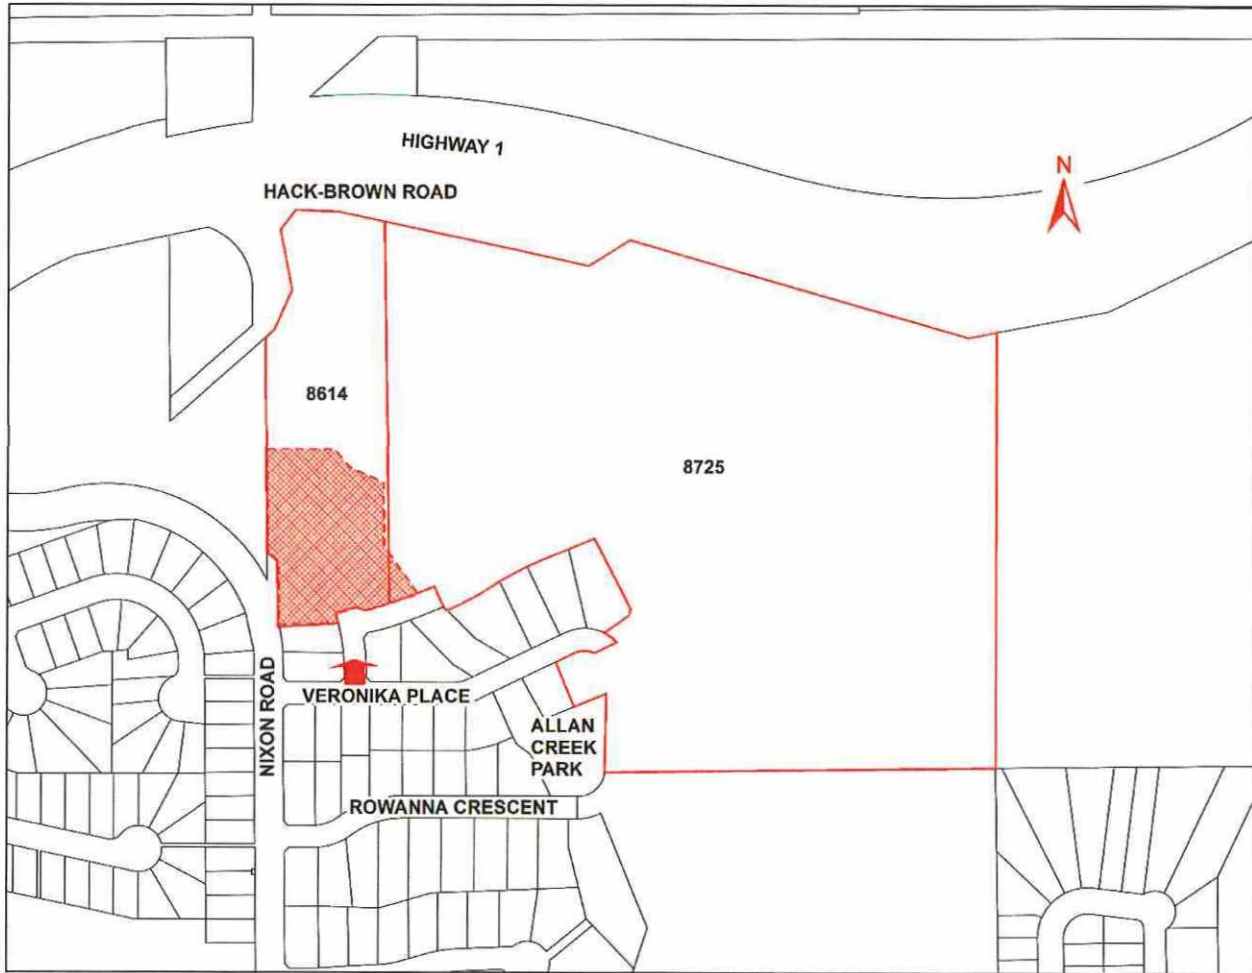 HIGHWAY 1
N
HACK-BROWN ROAD
8614
8725
NIXON ROAD
VERONIKA PLACE
ALLAN
CREEK
PARK
ROWANNA CRESCENT